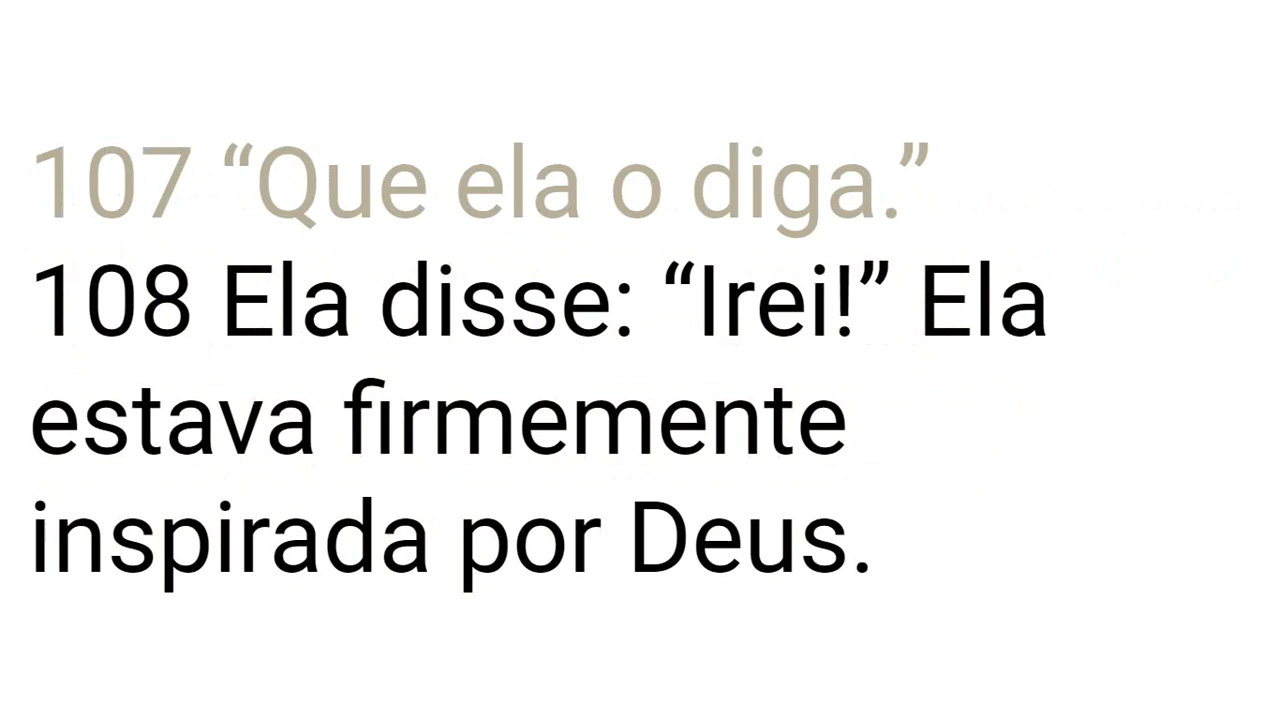 107 “Que ela o diga.”
108 Ela disse: “Irei!” Ela
estava firmemente
inspirada por Deus.